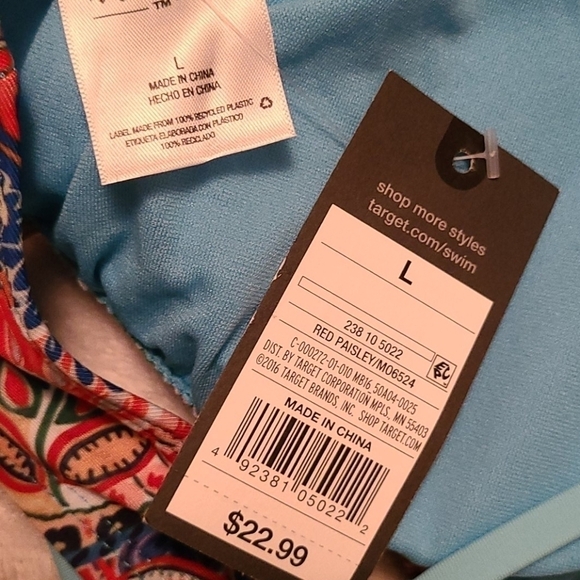 ™
L
MADE IN CHINA
HECHO EN CHINA
LABEL MADE FROM 100% RECYCLED PLASTIC
ETIQUETA ELABORADA CON PLÁSTICO
100% RECICLADO
shop more styles
target.com/swim
L
238 10 5022
RED PAISLEY/M06524
C-000272-01-010 MB16 50A04-0025
DIST. BY TARGET CORPORATION MPLS, MN 55403
©2016 TARGET BRANDS, INC. SHOP TARGET.COM
MADE IN CHINA
4 92381 05022 2
$22.99